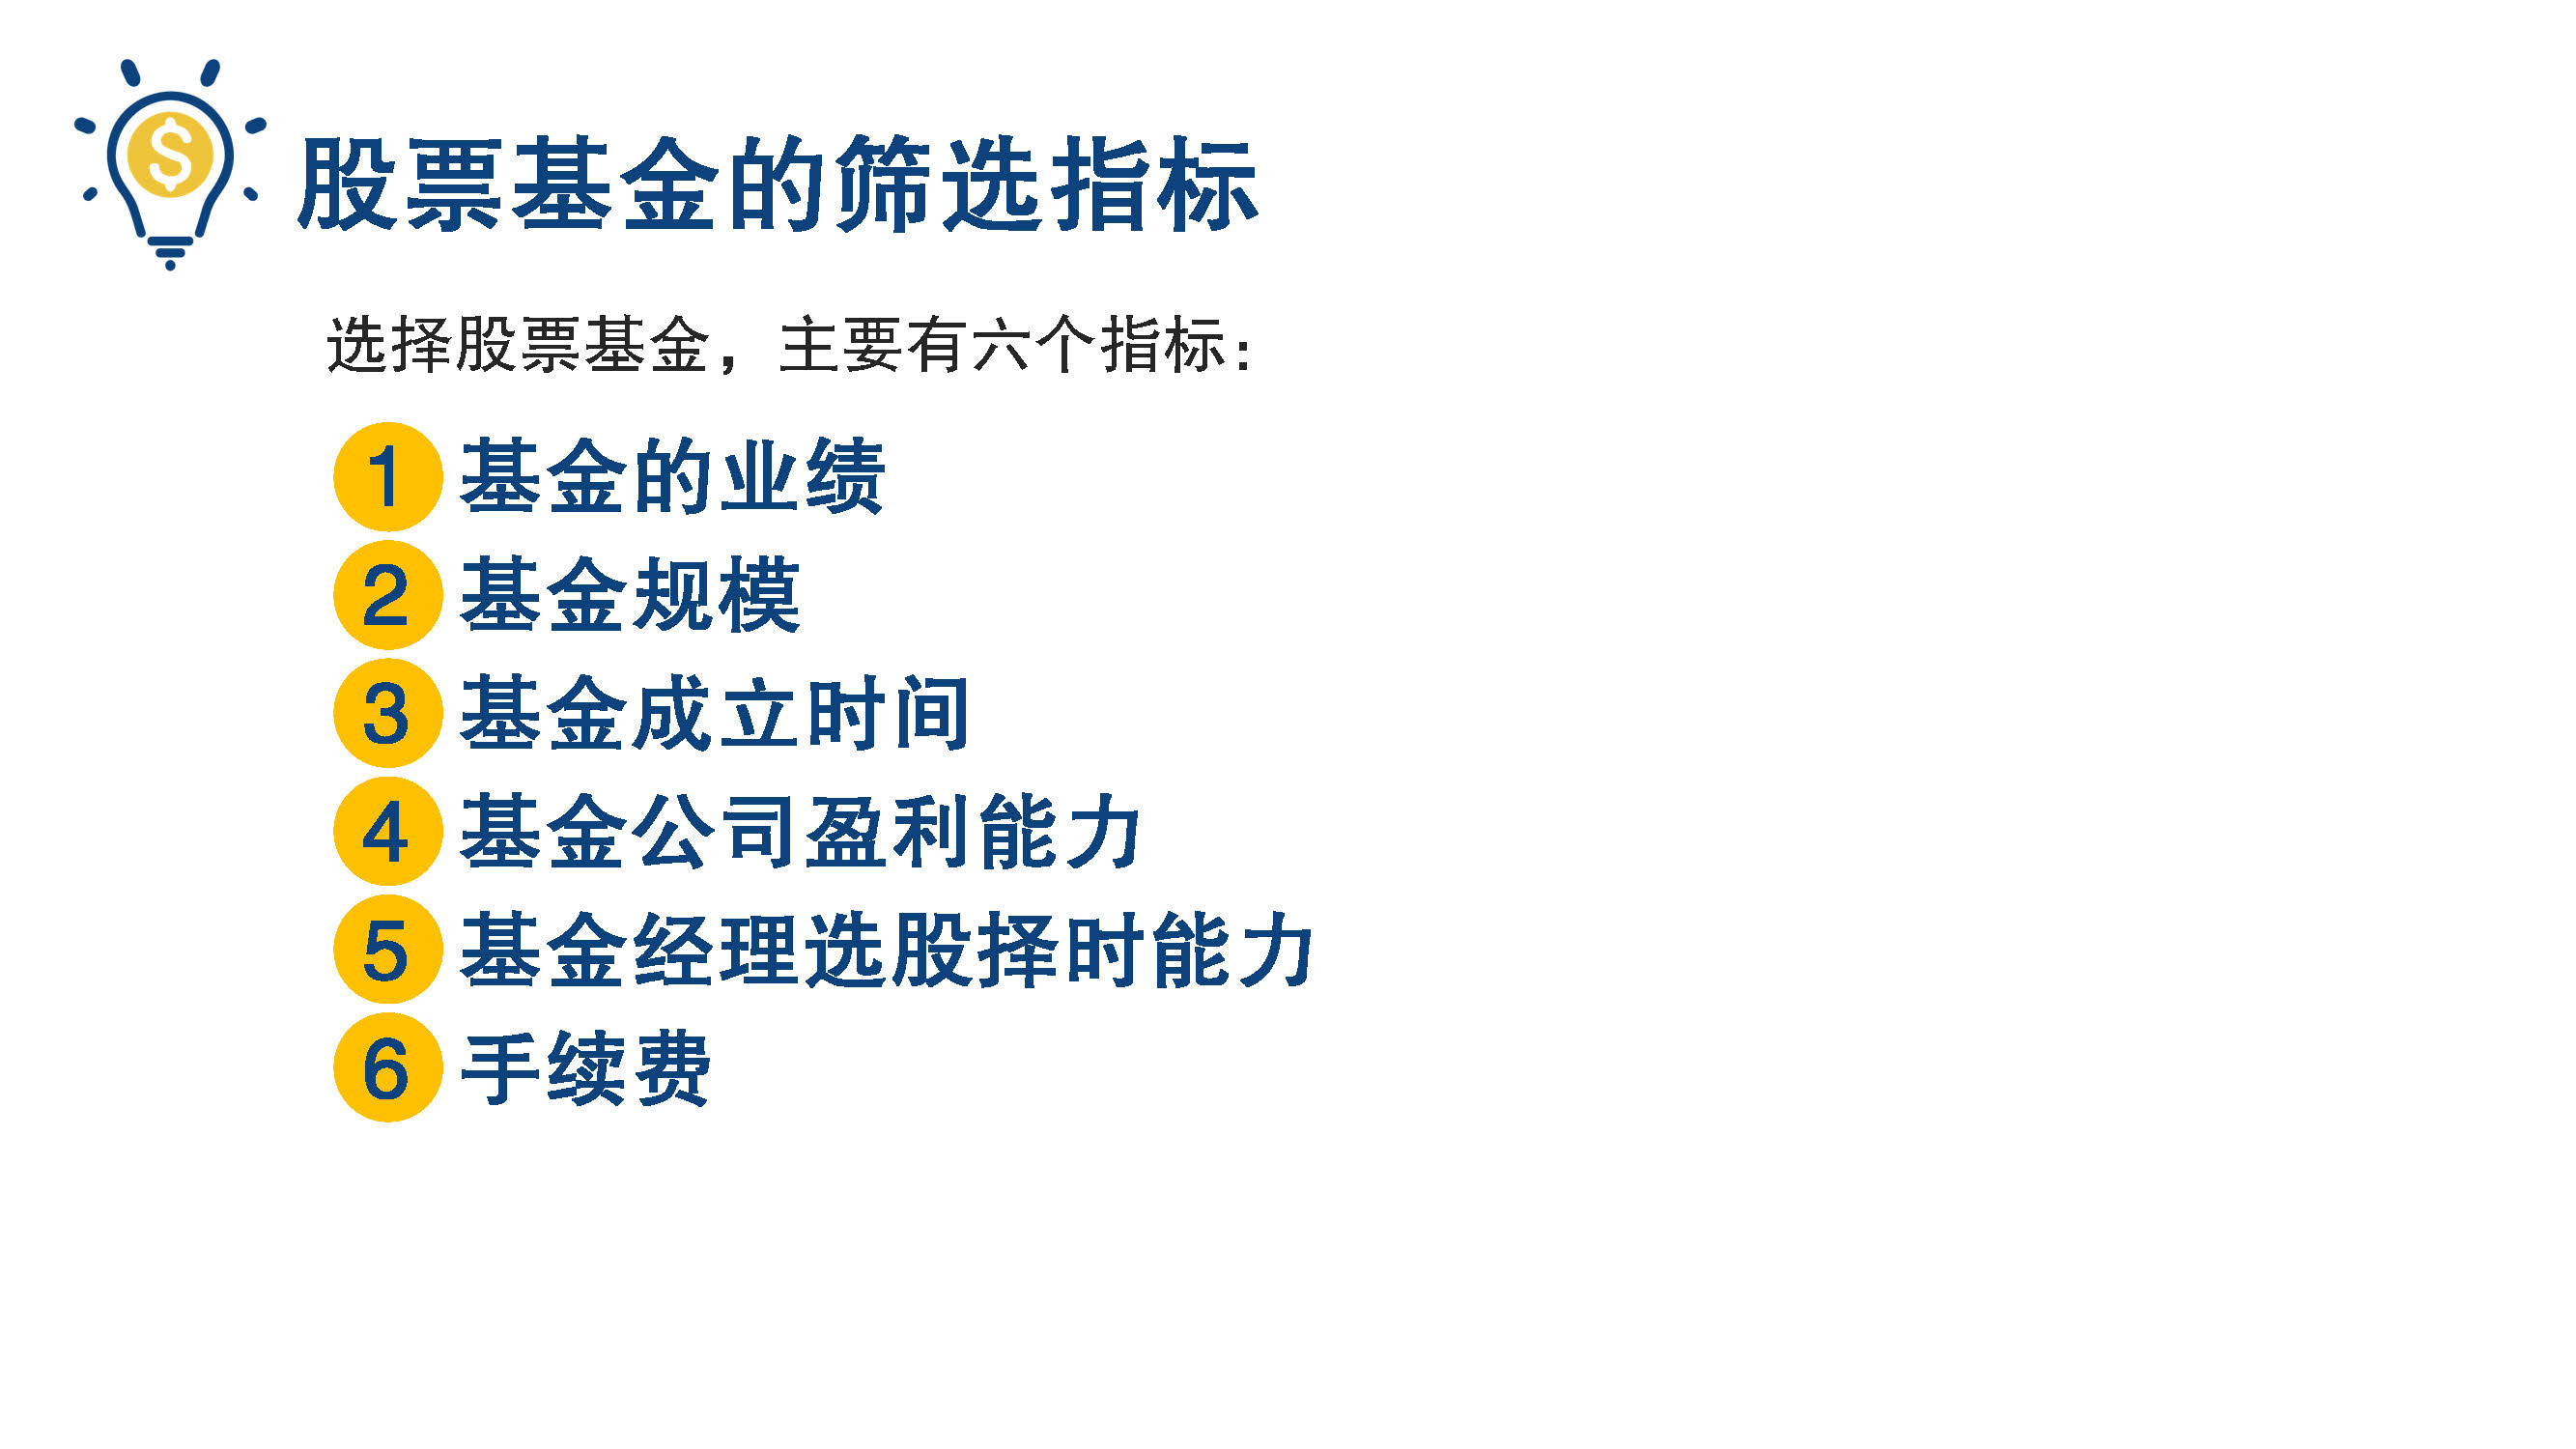 $
股票基金的筛选指标
选择股票基金，主要有六个指标：
1 基金的业绩
2 基金规模
3 基金成立时间
4 基金公司盈利能力
5 基金经理选股择时能力
6 手续费